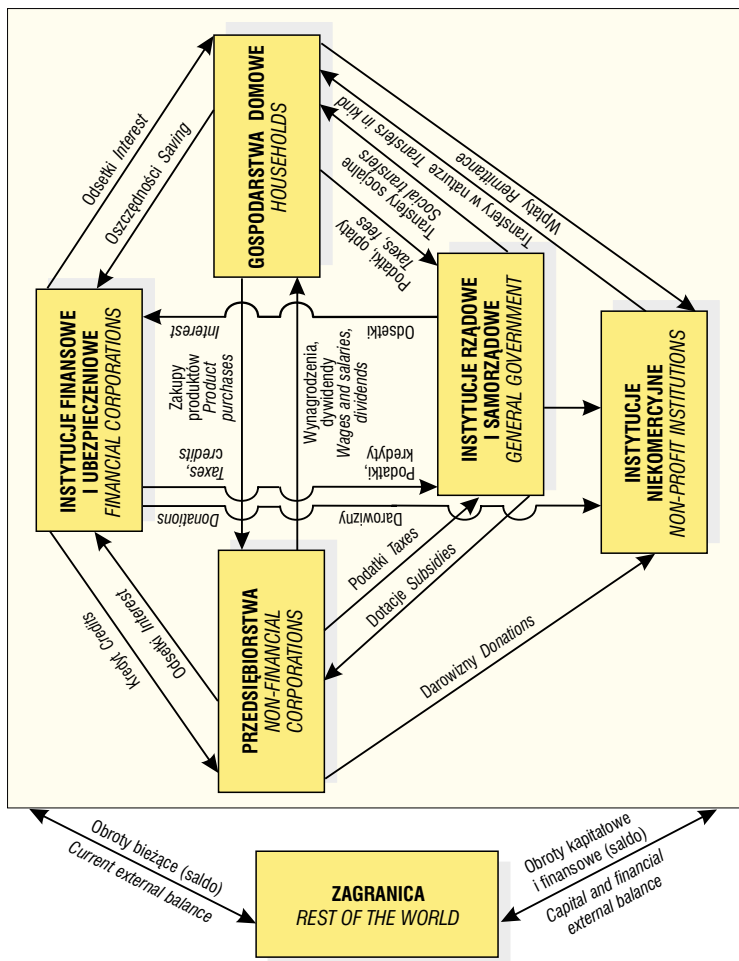 GOSPODARSTWA DOMOWE
HOUSEHOLDS
Odsetki Interest
Oszczędności Saving
Transfery w naturze Transfers in kind
Wpłaty Remittance
Transfery socjalne
Social transfers
Podatki, opłaty
Taxes, fees
INSTYTUCJE FINANSOWE
I UBEZPIECZENIOWE
FINANCIAL CORPORATIONS
Odsetki
Interest
Zakupy
produktów
Product
purchases
Wynagrodzenia,
dywidendy
Wages and salaries,
dividends
INSTYTUCJE RZĄDOWE
I SAMORZĄDOWE
GENERAL GOVERNMENT
INSTYTUCJE
NIEKOMERCYJNE
NON-PROFIT INSTITUTIONS
Podatki,
kredyty
Taxes,
credits
Darowizny
Donations
Kredyt Credits
Odsetki Interest
PRZEDSIĘBIORSTWA
NON-FINANCIAL
CORPORATIONS
Podatki Taxes
Dotacje Subsidies
Darowizny Donations
Obroty bieżące (saldo)
Current external balance
ZAGRANICA
REST OF THE WORLD
Obroty kapitałowe
i finansowe (saldo)
Capital and financial
external balance